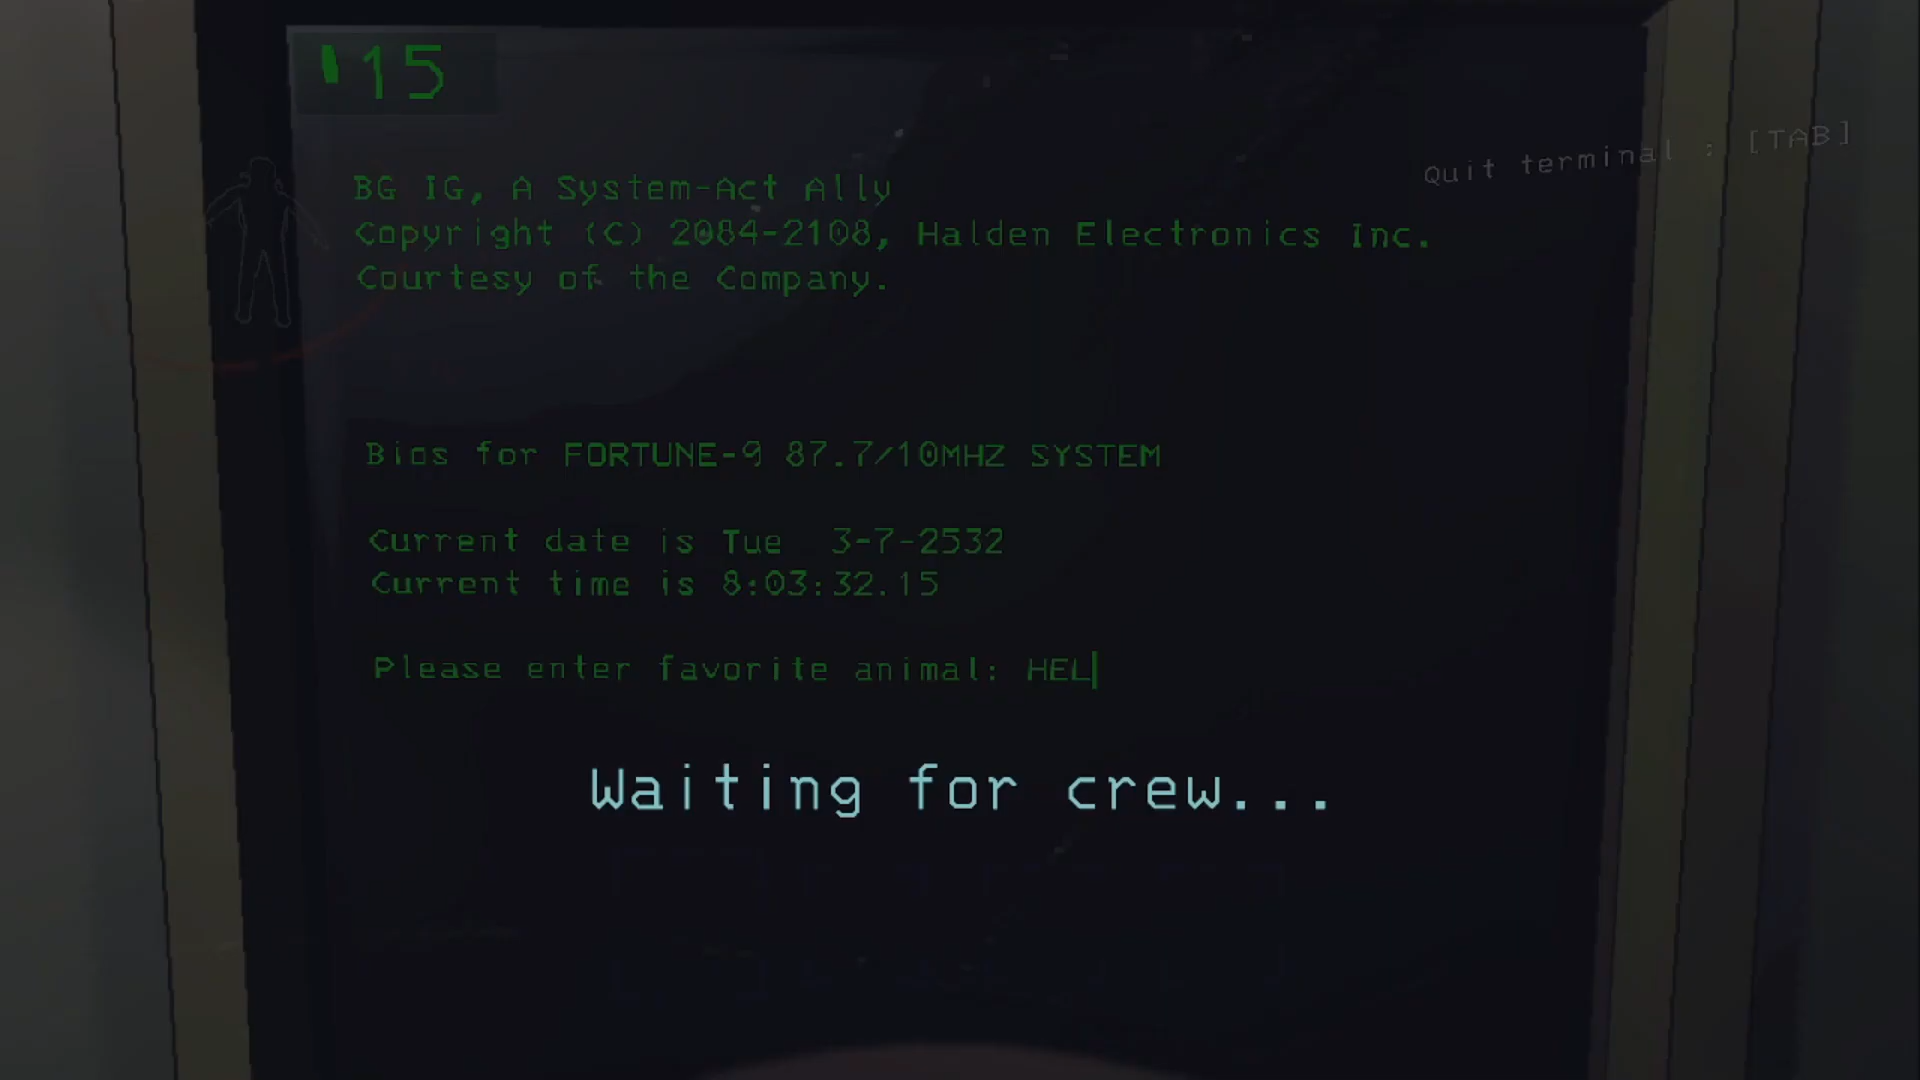 15
Quit terminal : [TAB]
BG IG, A System-Act Ally
Copyright (C) 2084-2108, Halden Electronics Inc.
Courtesy of the Company.
Bios for FORTUNE-9 87.7/10MHZ SYSTEM
Current date is Tue  3-7-2532
Current time is 8:03:32.15
Please enter favorite animal: HEL
Waiting for crew...